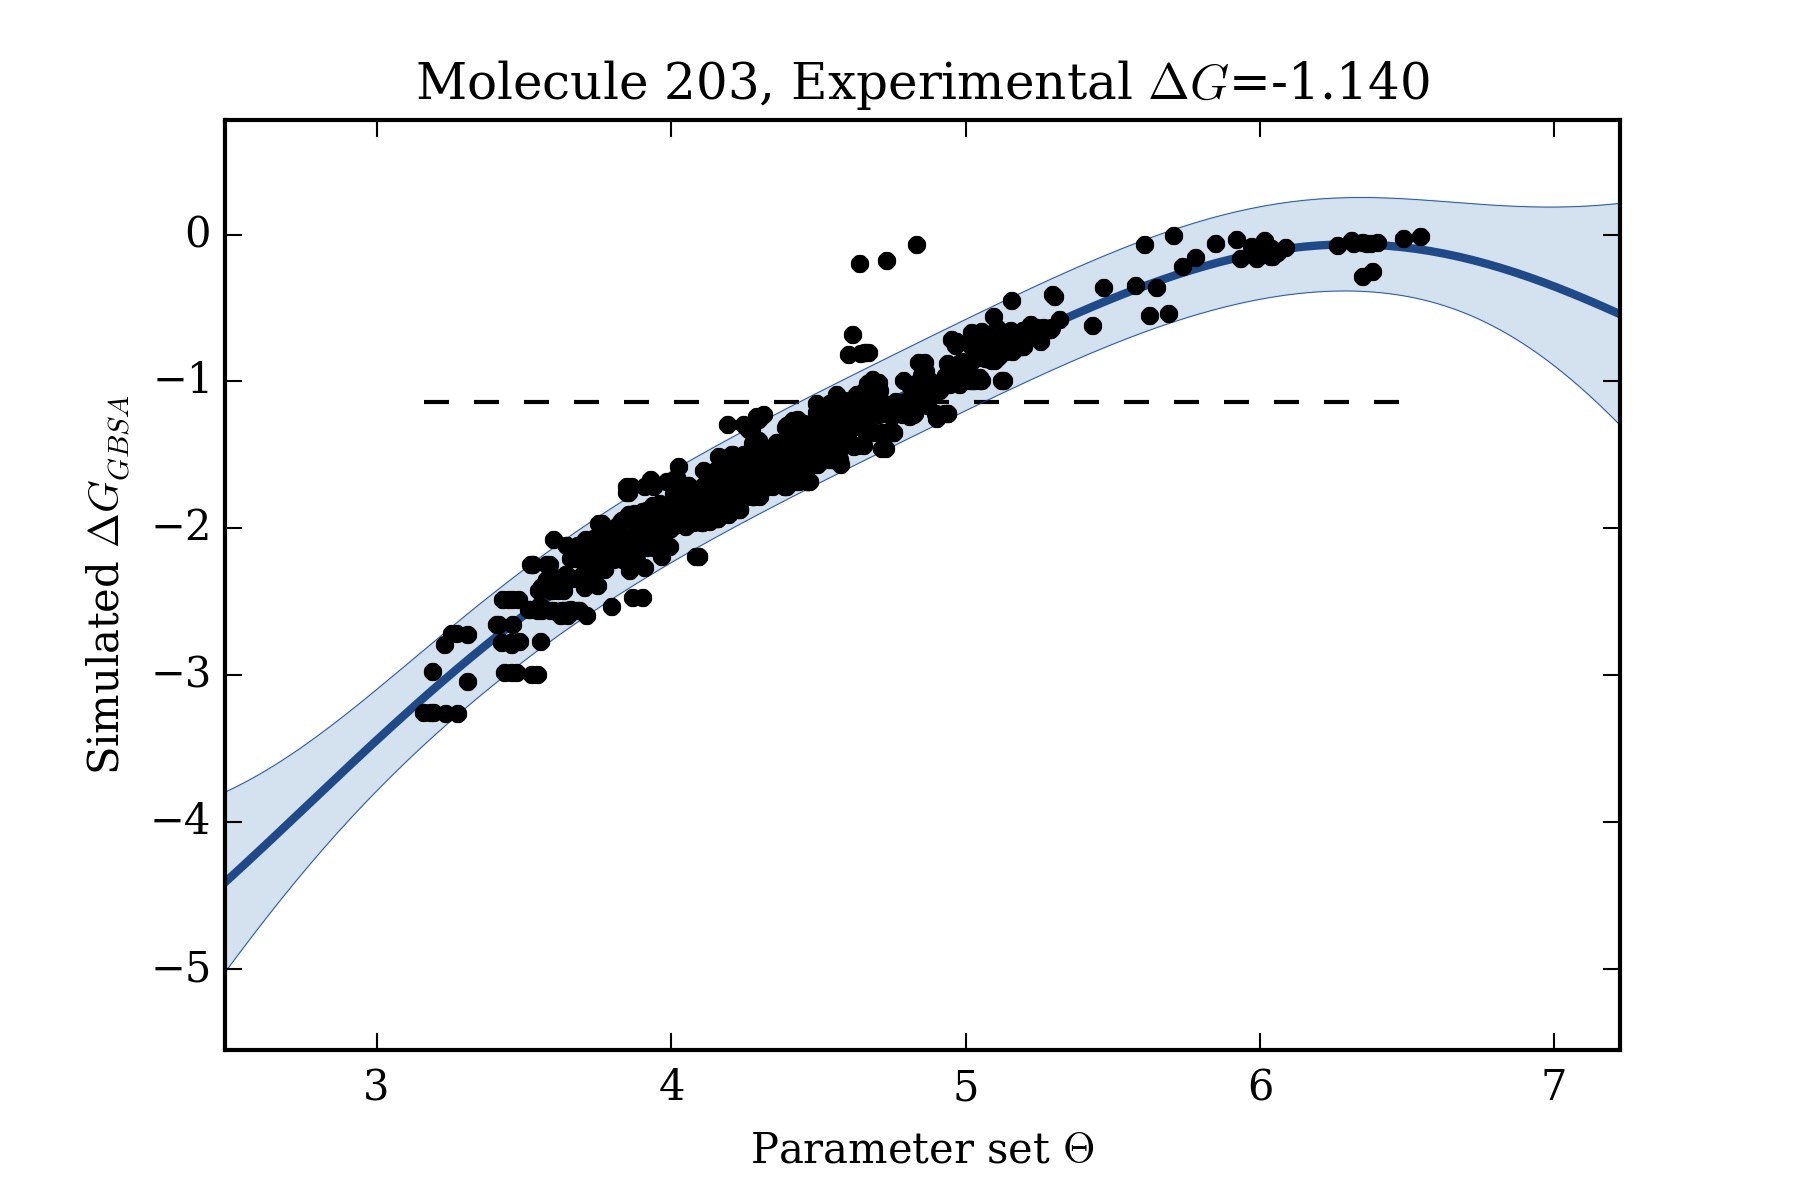 Molecule 203, Experimental ΔG=-1.140
Simulated ΔG_GBSA
0
−1
−2
−3
−4
−5
3 4 5 6 7
Parameter set Θ